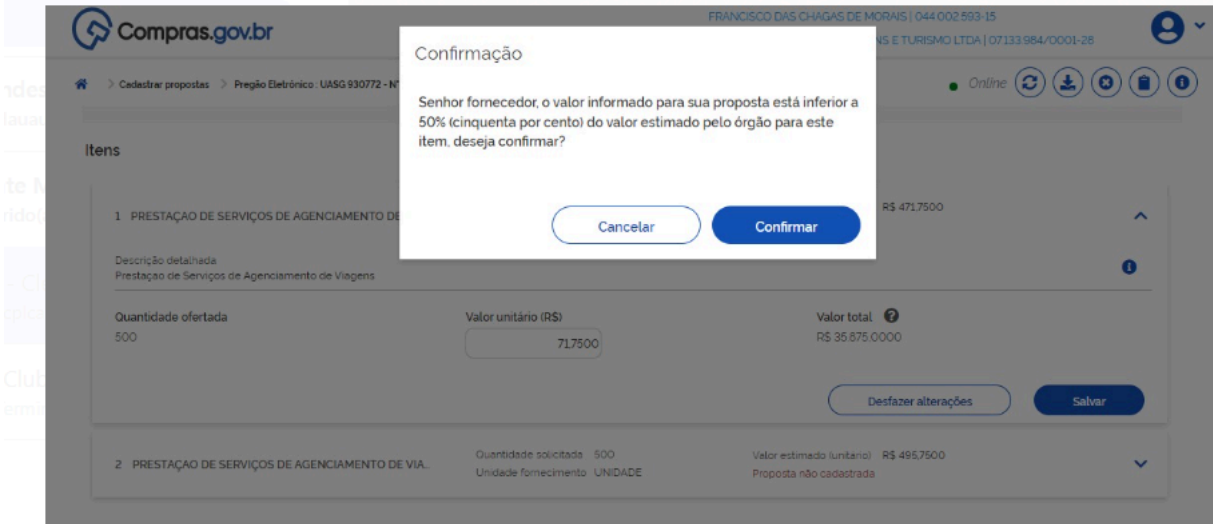 Compras.gov.br
FRANCISCO DAS CHAGAS DE MORAIS | 044.002.593-15
NS E TURISMO LTDA | 07.133.984/0001-28
Cadastrar propostas > Pregão Eletrônico : UASG 930772 - N°
Online
Confirmação
Senhor fornecedor, o valor informado para sua proposta está inferior a
50% (cinquenta por cento) do valor estimado pelo órgão para este
item, deseja confirmar?
Cancelar Confirmar
Itens
1 PRESTAÇAO DE SERVIÇOS DE AGENCIAMENTO DE R$ 471,7500
Descrição detalhada
Prestaçao de Serviços de Agenciamento de Viagens
Quantidade ofertada Valor unitário (R$) Valor total
500 71,7500 R$ 35.875,0000
Desfazer alterações Salvar
2 PRESTAÇAO DE SERVIÇOS DE AGENCIAMENTO DE VIA... Quantidade solicitada 500 Valor estimado (unitário) R$ 495,7500
Unidade fornecimento UNIDADE Proposta não cadastrada